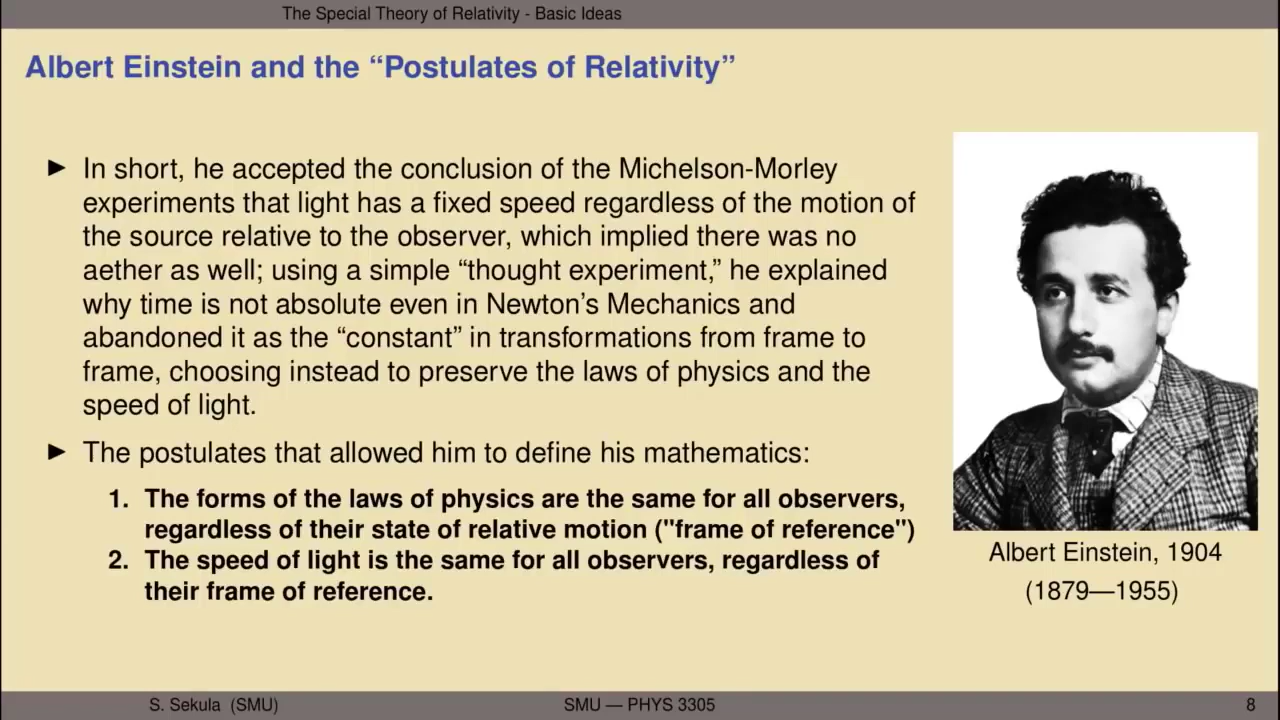 The Special Theory of Relativity - Basic Ideas
Albert Einstein and the “Postulates of Relativity”
► In short, he accepted the conclusion of the Michelson-Morley
experiments that light has a fixed speed regardless of the motion of
the source relative to the observer, which implied there was no
aether as well; using a simple “thought experiment,” he explained
why time is not absolute even in Newton’s Mechanics and
abandoned it as the “constant” in transformations from frame to
frame, choosing instead to preserve the laws of physics and the
speed of light.
► The postulates that allowed him to define his mathematics:
1. The forms of the laws of physics are the same for all observers,
regardless of their state of relative motion ("frame of reference")
2. The speed of light is the same for all observers, regardless of
their frame of reference.
Albert Einstein, 1904
(1879—1955)
S. Sekula (SMU)
SMU — PHYS 3305
8